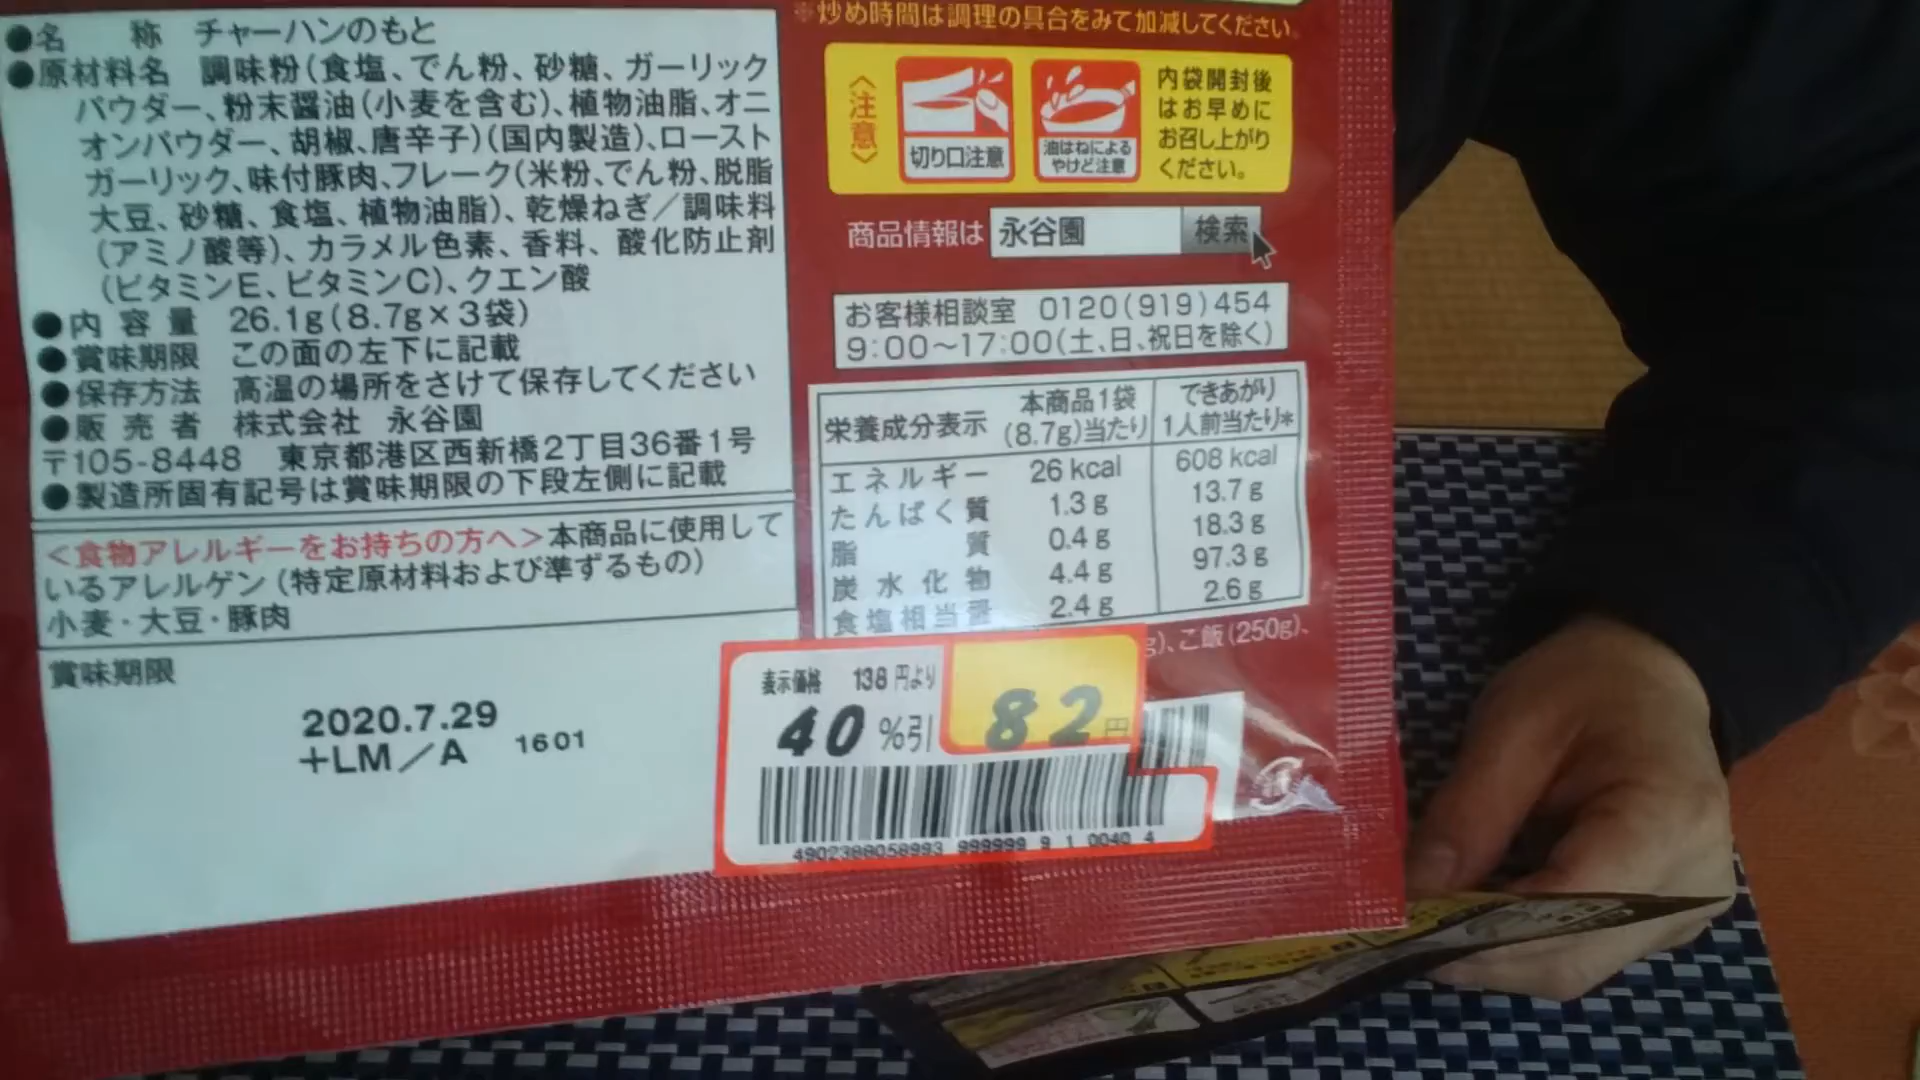 ●名　称　チャーハンのもと
●原材料名　調味粉(食塩、でん粉、砂糖、ガーリック
パウダー、粉末醤油(小麦を含む)、植物油脂、オニ
オンパウダー、胡椒、唐辛子)(国内製造)、ロースト
ガーリック、味付豚肉、フレーク(米粉、でん粉、脱脂
大豆、砂糖、食塩、植物油脂)、乾燥ねぎ／調味料
(アミノ酸等)、カラメル色素、香料、酸化防止剤
(ビタミンE、ビタミンC)、クエン酸
●内容量　26.1g(8.7g×3袋)
●賞味期限　この面の左下に記載
●保存方法　高温の場所をさけて保存してください
●販売者　株式会社　永谷園
〒105-8448　東京都港区西新橋2丁目36番1号
●製造所固有記号は賞味期限の下段左側に記載
<食物アレルギーをお持ちの方へ>本商品に使用して
いるアレルゲン(特定原材料および準ずるもの)
小麦・大豆・豚肉
賞味期限
2020.7.29
+LM／A　1601
※炒め時間は調理の具合をみて加減してください。
<注意>
切り口注意
油はねによる
やけど注意
内袋開封後
はお早めに
お召し上がり
ください。
商品情報は 永谷園 検索
お客様相談室　0120(919)454
9:00～17:00(土、日、祝日を除く)
栄養成分表示　本商品1袋(8.7g)当たり　できあがり1人前当たり*
エネルギー　26 kcal　608 kcal
たんぱく質　1.3 g　13.7 g
脂質　0.4 g　18.3 g
炭水化物　4.4 g　97.3 g
食塩相当量　2.4 g　2.6 g
g)、ご飯(250g)、
表示価格　138円より
40%引　82円
4902388058993 999999 9 1 0040 4